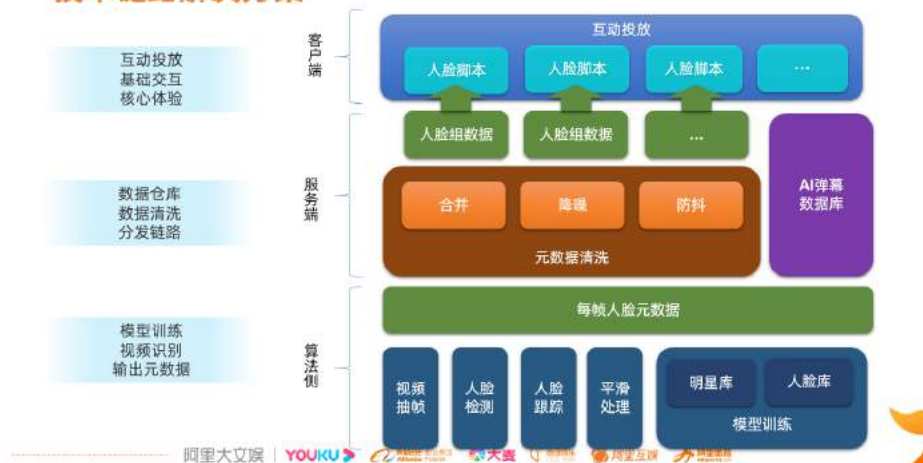 互动投放
基础交互
核心体验
客户端
互动投放
人脸脚本
人脸脚本
人脸脚本
...
数据仓库
数据清洗
分发链路
服务端
人脸组数据
人脸组数据
...
合并
降噪
防抖
元数据清洗
AI弹幕
数据库
模型训练
视频识别
输出元数据
算法侧
每帧人脸元数据
视频
抽帧
人脸
检测
人脸
跟踪
平滑
处理
明星库
人脸库
模型训练
阿里大文娱
YOUKU
大麦
阿里互娱